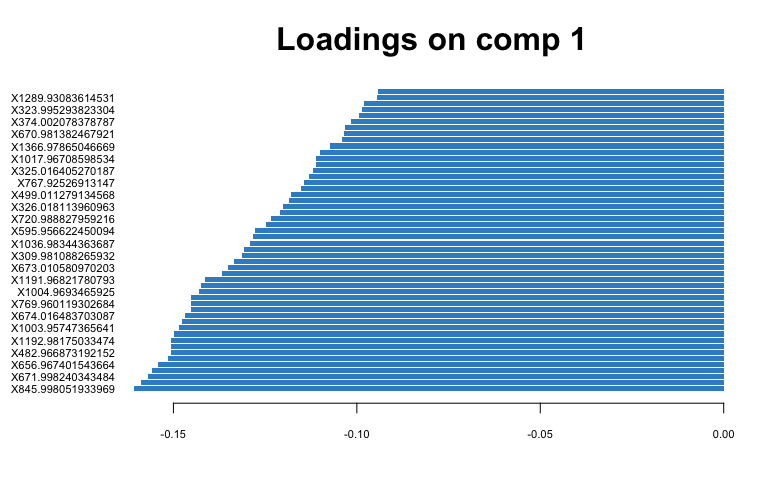 Loadings on comp 1
X1289.93083614531
X323.995293823304
X374.002078378787
X670.981382467921
X1366.97865046669
X1017.96708598534
X325.016405270187
X767.92526913147
X499.011279134568
X326.018113960963
X720.988827959216
X595.956622450094
X1036.98344363687
X309.981088265932
X673.010580970203
X1191.96821780793
X1004.9693465925
X769.960119302684
X674.016483703087
X1003.95747365641
X1192.98175033474
X482.966873192152
X656.967401543664
X671.998240343484
X845.998051933969
-0.15 -0.10 -0.05 0.00